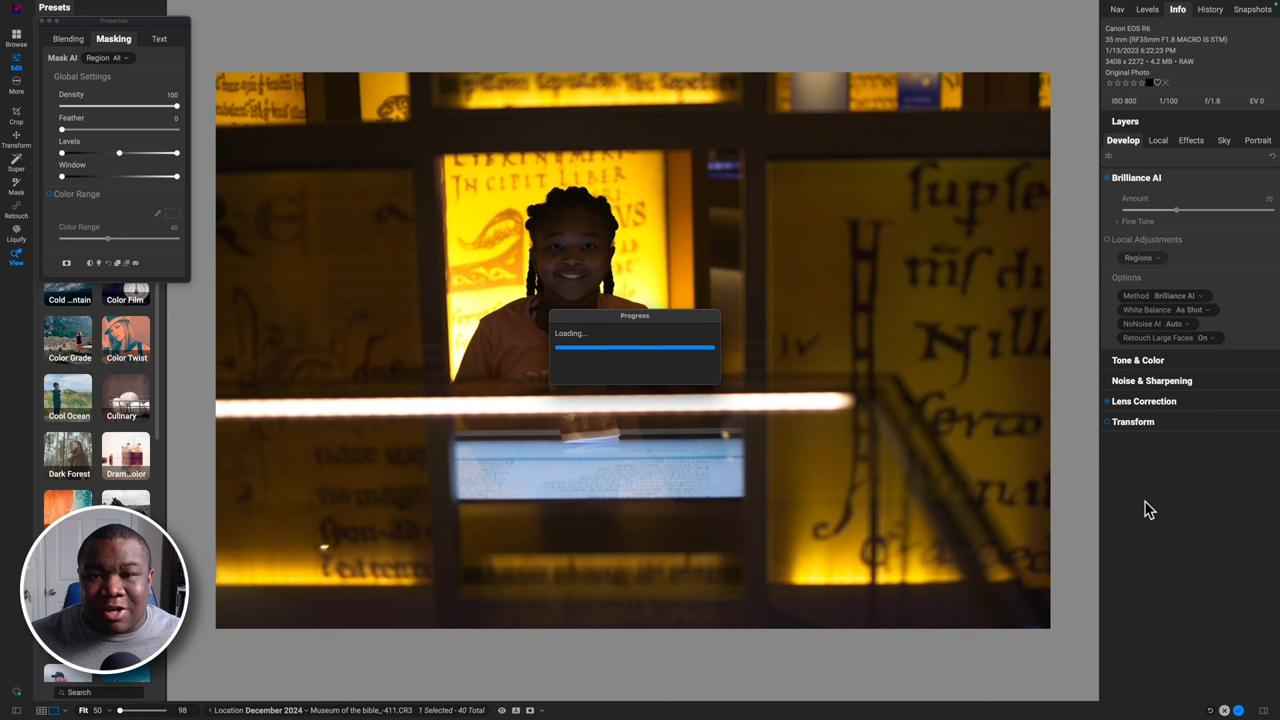 Presets
Properties
Blending
Masking
Text
Mask AI
Region All
Global Settings
Density
100
Feather
0
Levels
Window
Color Range
Color Range
40
Cold ...ntain
Color Film
Color Grade
Color Twist
Cool Ocean
Culinary
Dark Forest
Dram...olor
Search
Browse
Edit
More
Crop
Transform
Super
Mask
Retouch
Liquify
View
JN CIPIT LIBER
Progress
Loading...
Nav
Levels
Info
History
Snapshots
Canon EOS R6
35 mm (RF35mm F1.8 MACRO IS STM)
1/13/2023 6:22:23 PM
3408 x 2272 • 4.2 MB • RAW
Original Photo
ISO 800
1/100
f/1.8
EV 0
Layers
Develop
Local
Effects
Sky
Portrait
Brilliance AI
Amount
70
Fine Tune
Local Adjustments
Regions
Options
Method Brilliance AI
White Balance As Shot
NoNoise AI Auto
Retouch Large Faces On
Tone & Color
Noise & Sharpening
Lens Correction
Transform
Fit
50
98
Location December 2024 Museum of the bible_-411.CR3
1 Selected - 40 Total